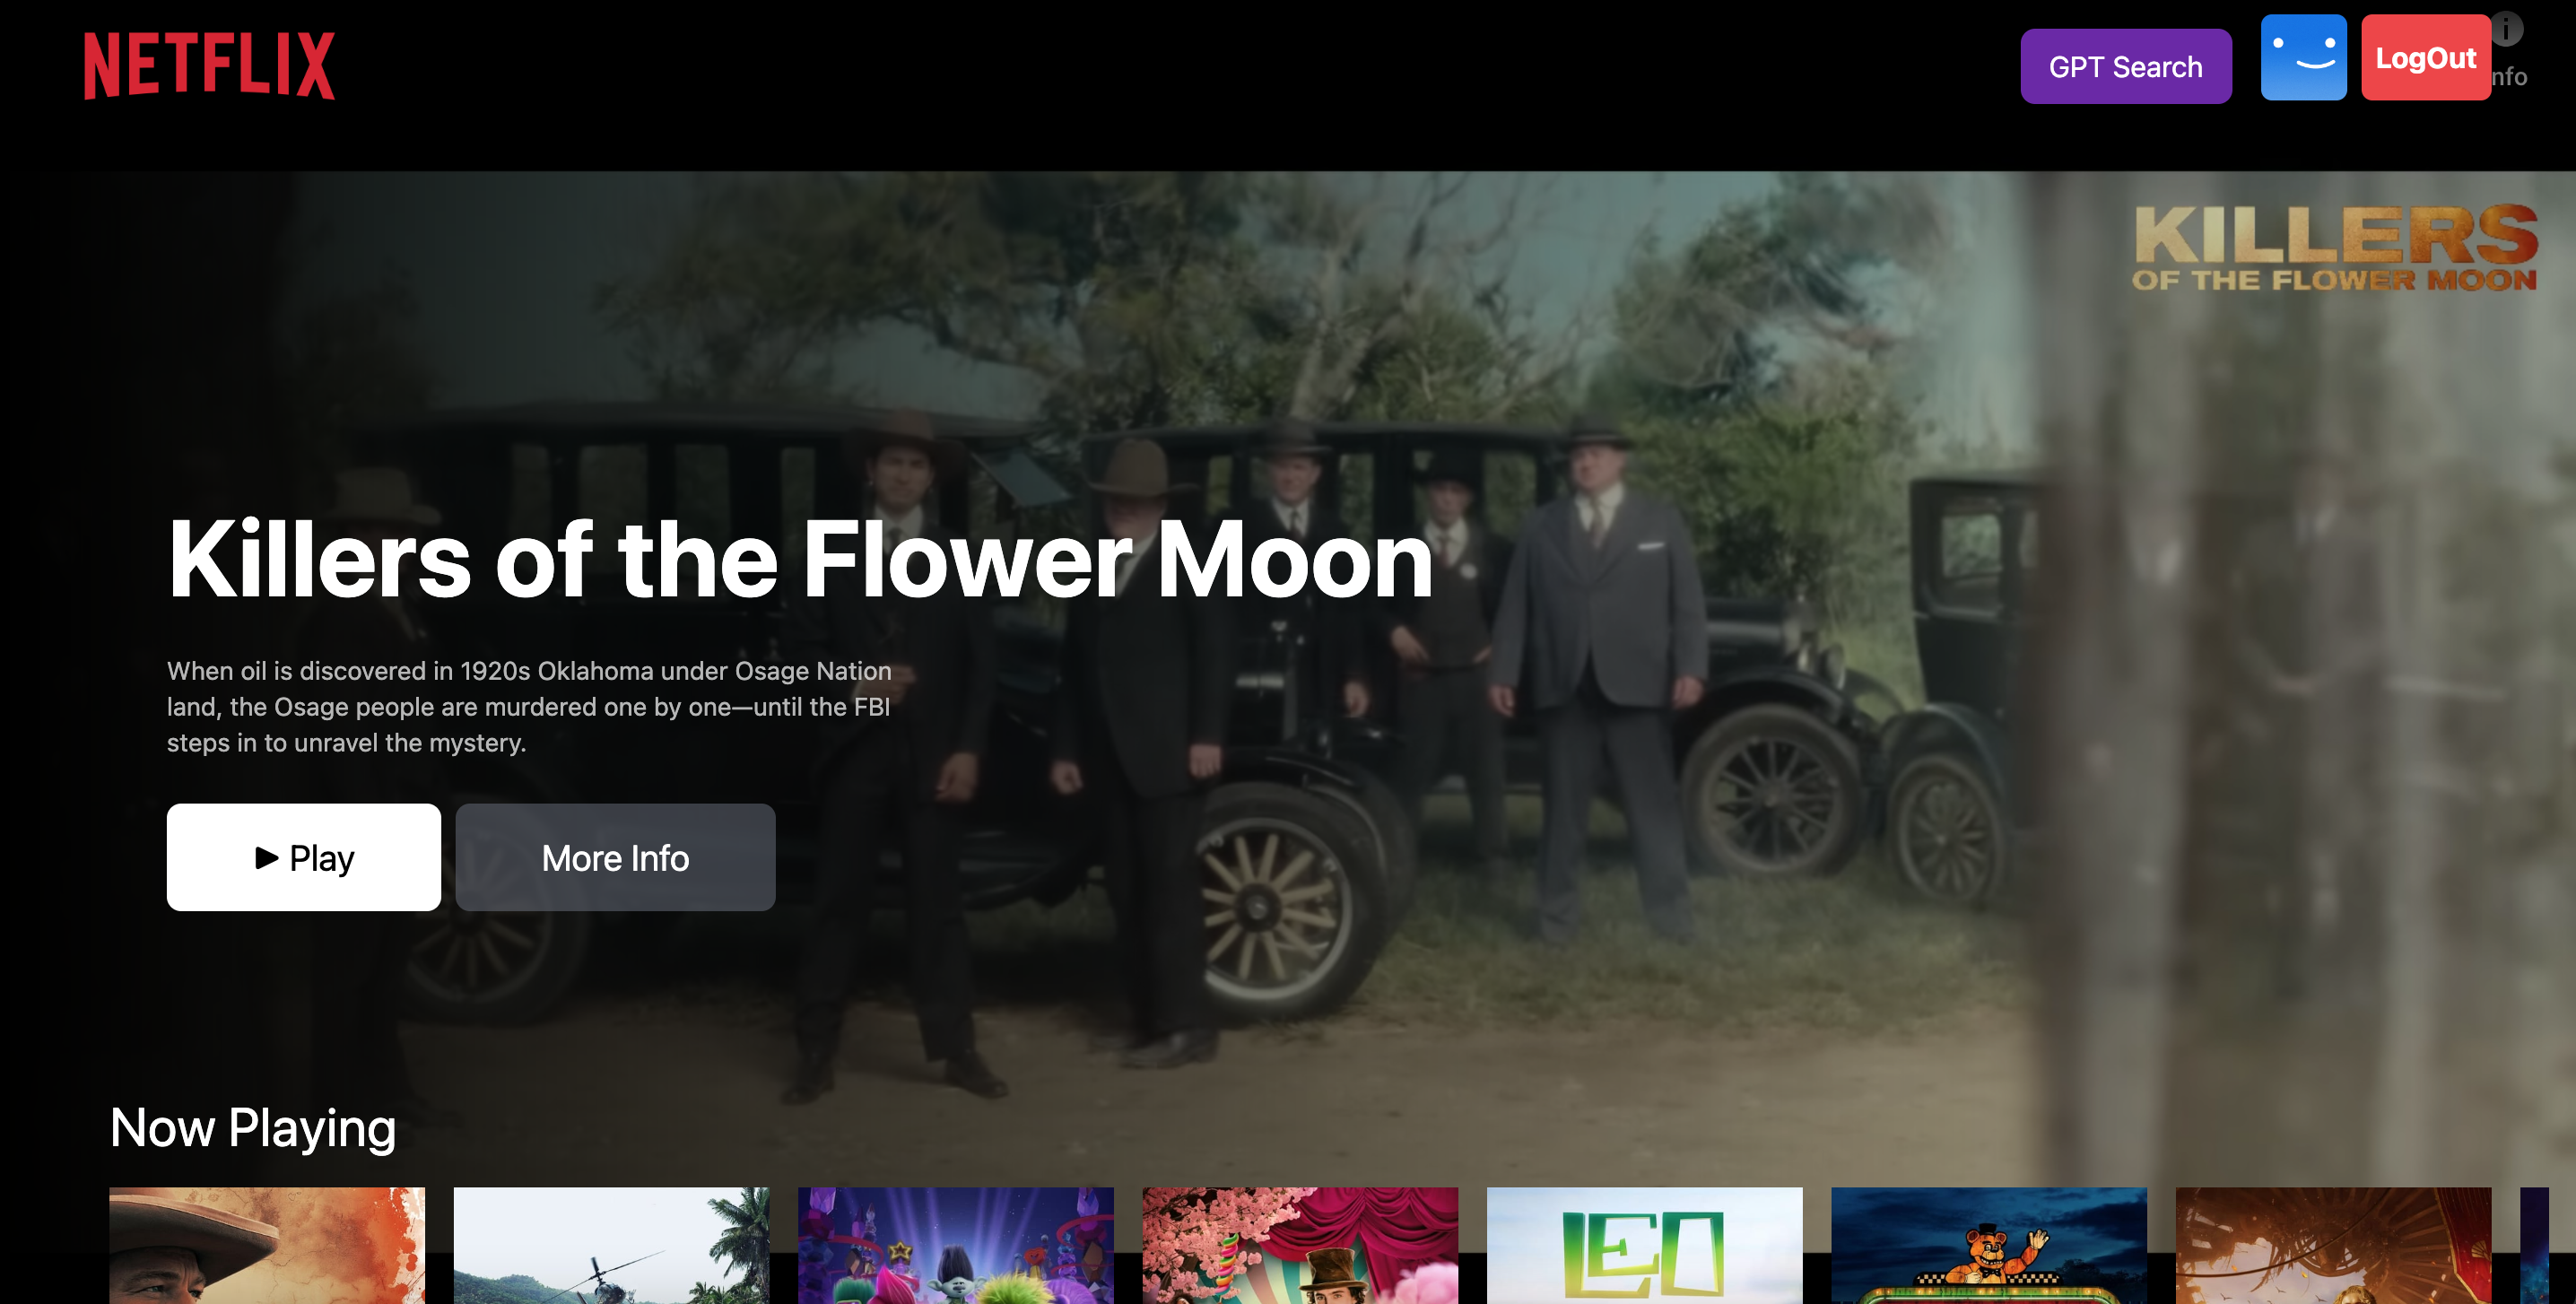 NETFLIX
GPT Search
LogOut
nfo
KILLERS
OF THE FLOWER MOON
Killers of the Flower Moon
When oil is discovered in 1920s Oklahoma under Osage Nation
land, the Osage people are murdered one by one—until the FBI
steps in to unravel the mystery.
Play
More Info
Now Playing
LEO